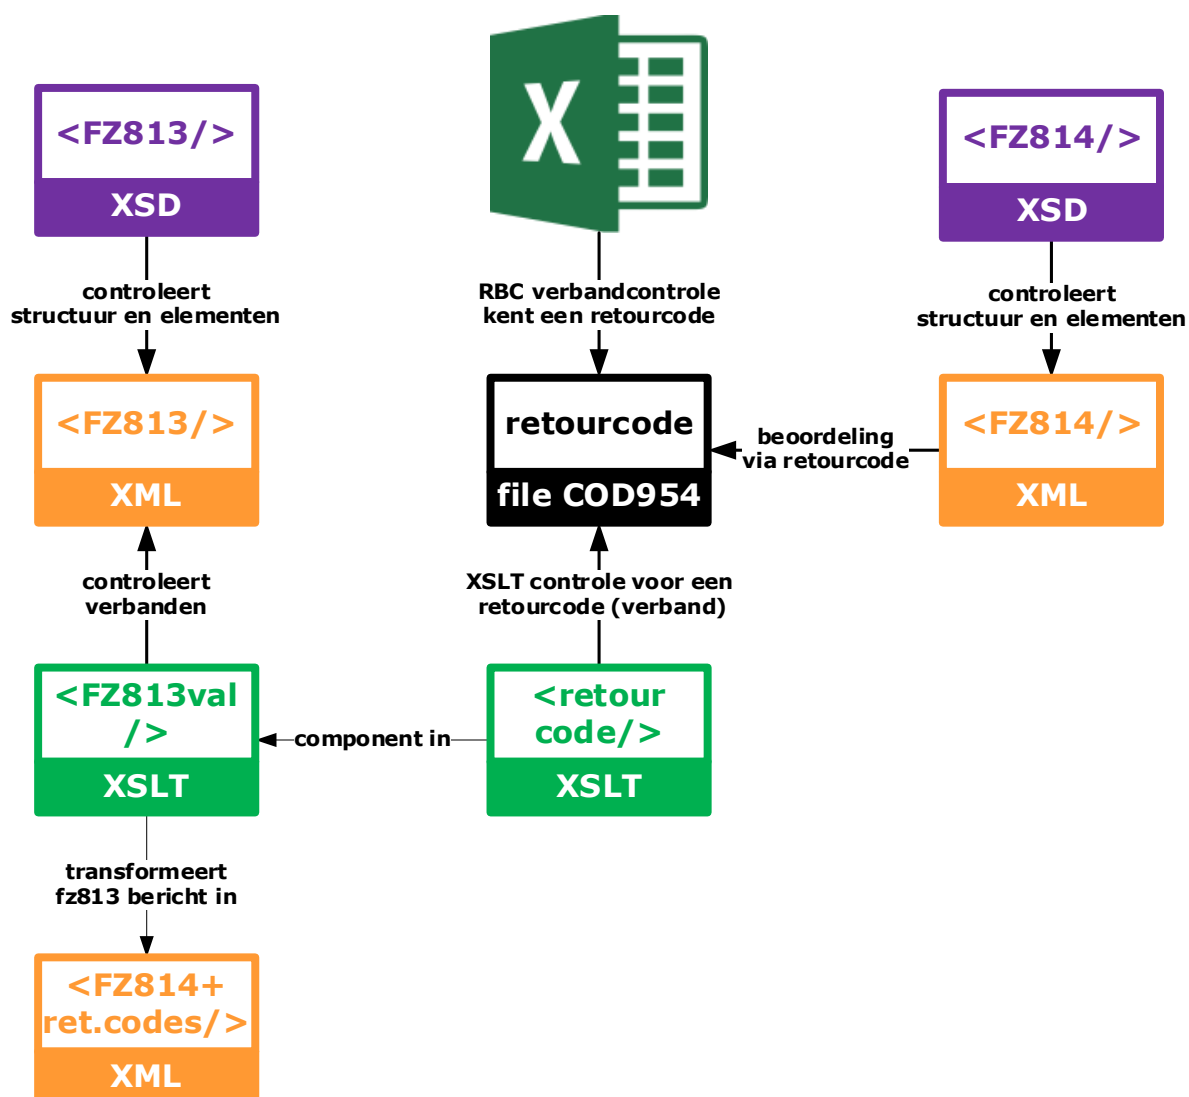 <FZ813/>
XSD
X
<FZ814/>
XSD
controleert
structuur en elementen
RBC verbandcontrole
kent een retourcode
controleert
structuur en elementen
<FZ813/>
XML
retourcode
file COD954
beoordeling
via retourcode
<FZ814/>
XML
controleert
verbanden
XSLT controle voor een
retourcode (verband)
<FZ813val
/>
XSLT
component in
<retour
code/>
XSLT
transformeert
fz813 bericht in
<FZ814+
ret.codes/>
XML